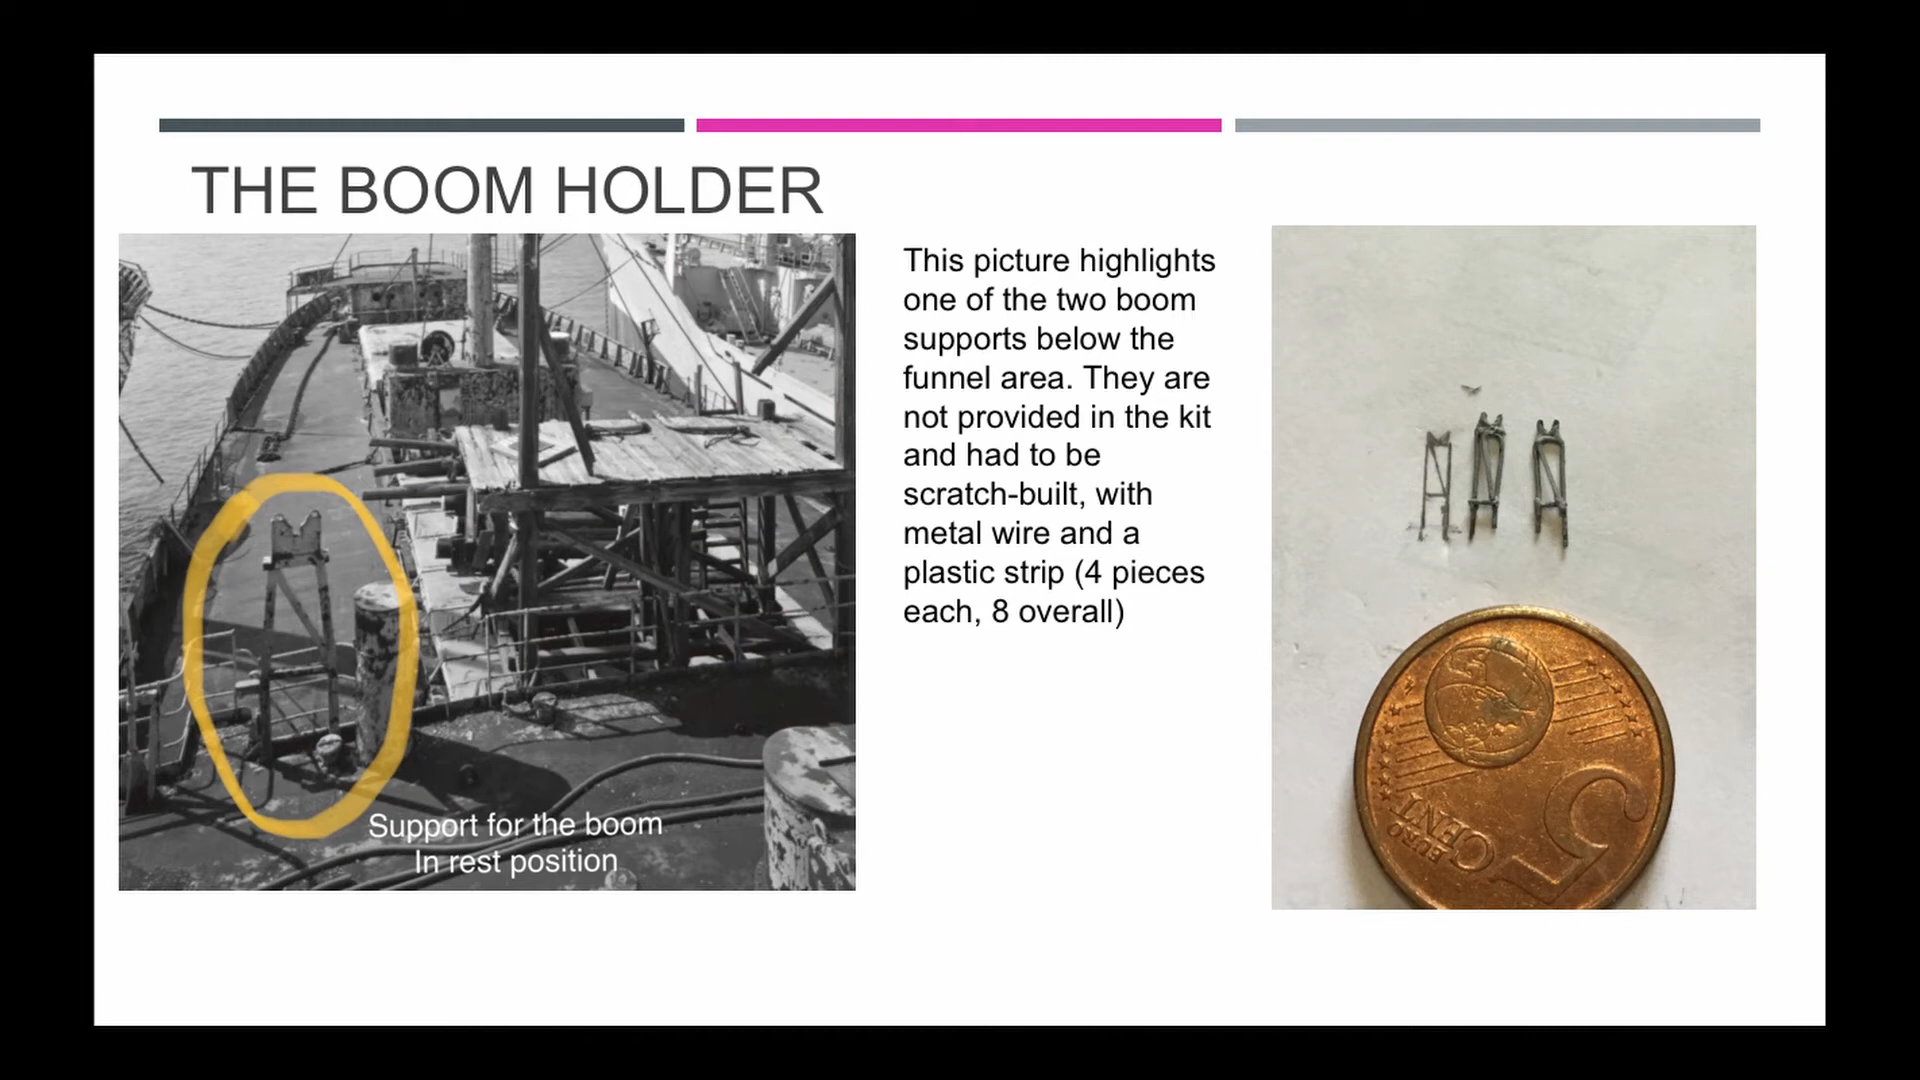 THE BOOM HOLDER
This picture highlights
one of the two boom
supports below the
funnel area. They are
not provided in the kit
and had to be
scratch-built, with
metal wire and a
plastic strip (4 pieces
each, 8 overall)
Support for the boom
In rest position
5
EURO
CENT